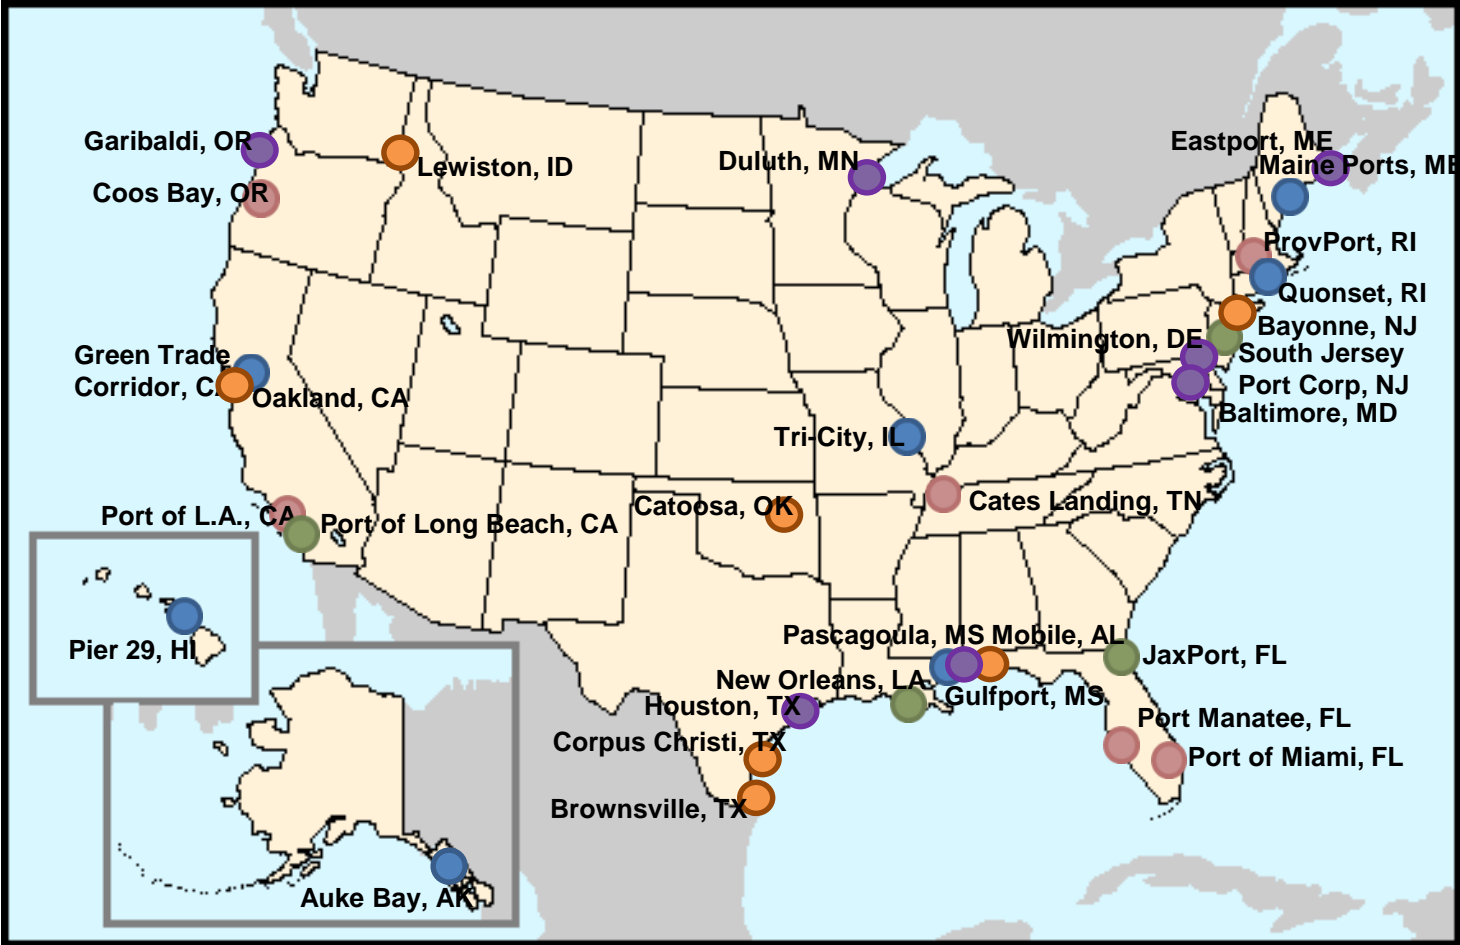 Eastport, ME
Garibaldi, OR
Duluth, MN
Maine Ports, ME
Lewiston, ID
Coos Bay, OR
ProvPort, RI
Quonset, RI
Bayonne, NJ
Wilmington, DE
South Jersey
Port Corp, NJ
Green Trade
Corridor, CA
Oakland, CA
Baltimore, MD
Tri-City, IL
Cates Landing, TN
Catoosa, OK
Port of L.A., CA
Port of Long Beach, CA
Pascagoula, MS
Mobile, AL
Pier 29, HI
JaxPort, FL
New Orleans, LA
Gulfport, MS
Houston, TX
Port Manatee, FL
Corpus Christi, TX
Port of Miami, FL
Brownsville, TX
Auke Bay, AK